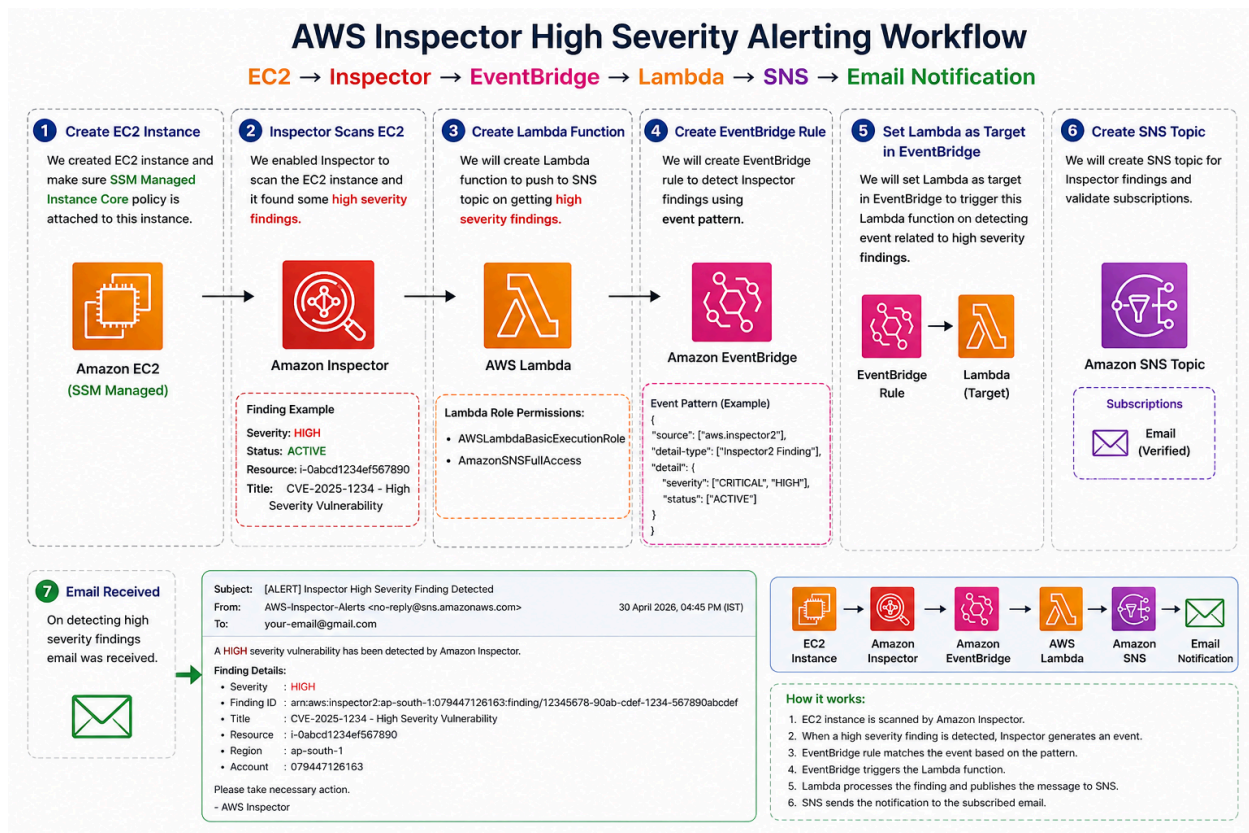 AWS Inspector High Severity Alerting Workflow
EC2 → Inspector → EventBridge → Lambda → SNS → Email Notification
1 Create EC2 Instance
We created EC2 instance and
make sure SSM Managed
Instance Core policy is
attached to this instance.
Amazon EC2
(SSM Managed)
2 Inspector Scans EC2
We enabled Inspector to
scan the EC2 instance and
it found some high severity
findings.
Amazon Inspector
Finding Example
Severity: HIGH
Status: ACTIVE
Resource: i-0abcd1234ef567890
Title: CVE-2025-1234 - High
Severity Vulnerability
3 Create Lambda Function
We will create Lambda
function to push to SNS
topic on getting high
severity findings.
AWS Lambda
Lambda Role Permissions:
• AWSLambdaBasicExecutionRole
• AmazonSNSFullAccess
4 Create EventBridge Rule
We will create EventBridge
rule to detect Inspector
findings using
event pattern.
Amazon EventBridge
Event Pattern (Example)
{
"source": ["aws.inspector2"],
"detail-type": ["Inspector2 Finding"],
"detail": {
"severity": ["CRITICAL", "HIGH"],
"status": ["ACTIVE"]
}
}
5 Set Lambda as Target
in EventBridge
We will set Lambda as target
in EventBridge to trigger this
Lambda function on detecting
event related to high severity
findings.
EventBridge
Rule
Lambda
(Target)
6 Create SNS Topic
We will create SNS topic for
Inspector findings and
validate subscriptions.
Amazon SNS Topic
Subscriptions
Email
(Verified)
7 Email Received
On detecting high
severity findings
email was received.
Subject: [ALERT] Inspector High Severity Finding Detected
From: AWS-Inspector-Alerts <no-reply@sns.amazonaws.com> 30 April 2026, 04:45 PM (IST)
To: your-email@gmail.com
A HIGH severity vulnerability has been detected by Amazon Inspector.
Finding Details:
• Severity : HIGH
• Finding ID : arn:aws:inspector2:ap-south-1:079447126163:finding/12345678-90ab-cdef-1234-567890abcdef
• Title : CVE-2025-1234 - High Severity Vulnerability
• Resource : i-0abcd1234ef567890
• Region : ap-south-1
• Account : 079447126163
Please take necessary action.
- AWS Inspector
EC2
Instance
Amazon
Inspector
Amazon
EventBridge
AWS
Lambda
Amazon
SNS
Email
Notification
How it works:
1. EC2 instance is scanned by Amazon Inspector.
2. When a high severity finding is detected, Inspector generates an event.
3. EventBridge rule matches the event based on the pattern.
4. EventBridge triggers the Lambda function.
5. Lambda processes the finding and publishes the message to SNS.
6. SNS sends the notification to the subscribed email.